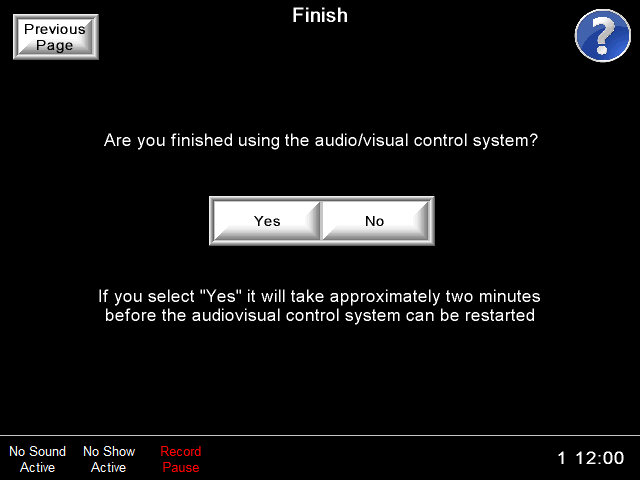 Finish
Previous
Page
?
Are you finished using the audio/visual control system?
Yes
No
If you select "Yes" it will take approximately two minutes
before the audiovisual control system can be restarted
No Sound
Active
No Show
Active
Record
Pause
1 12:00